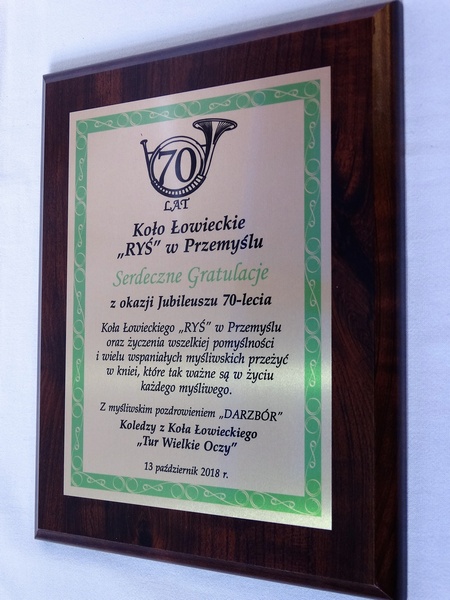 70
LAT
Koło Łowieckie
„RYŚ” w Przemyślu
Serdeczne Gratulacje
z okazji Jubileuszu 70-lecia
Koła Łowieckiego „RYŚ” w Przemyślu
oraz życzenia wszelkiej pomyślności
i wielu wspaniałych myśliwskich przeżyć
w kniei, które tak ważne są w życiu
każdego myśliwego.
Z myśliwskim pozdrowieniem „DARZBÓR”
Koledzy z Koła Łowieckiego
„Tur Wielkie Oczy”
13 październik 2018 r.